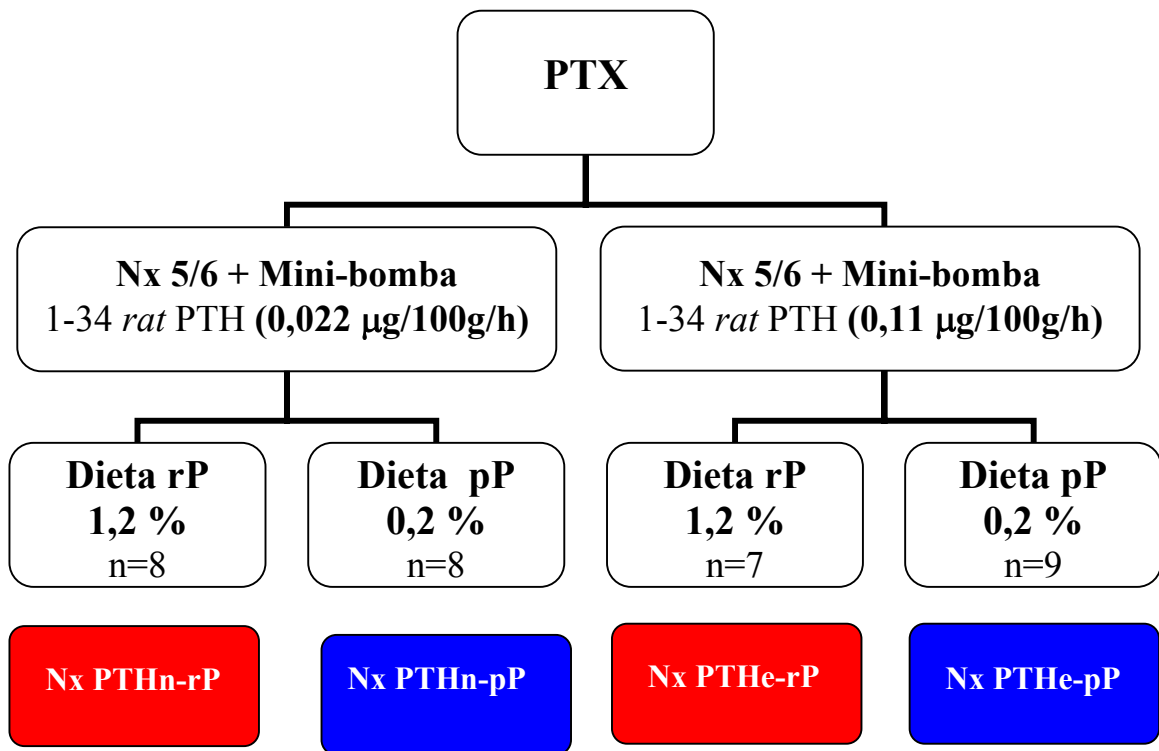 PTX
Nx 5/6 + Mini-bomba
1-34 rat PTH (0,022 μg/100g/h)
Nx 5/6 + Mini-bomba
1-34 rat PTH (0,11 μg/100g/h)
Dieta rP
1,2 %
n=8
Dieta pP
0,2 %
n=8
Dieta rP
1,2 %
n=7
Dieta pP
0,2 %
n=9
Nx PTHn-rP
Nx PTHn-pP
Nx PTHe-rP
Nx PTHe-pP